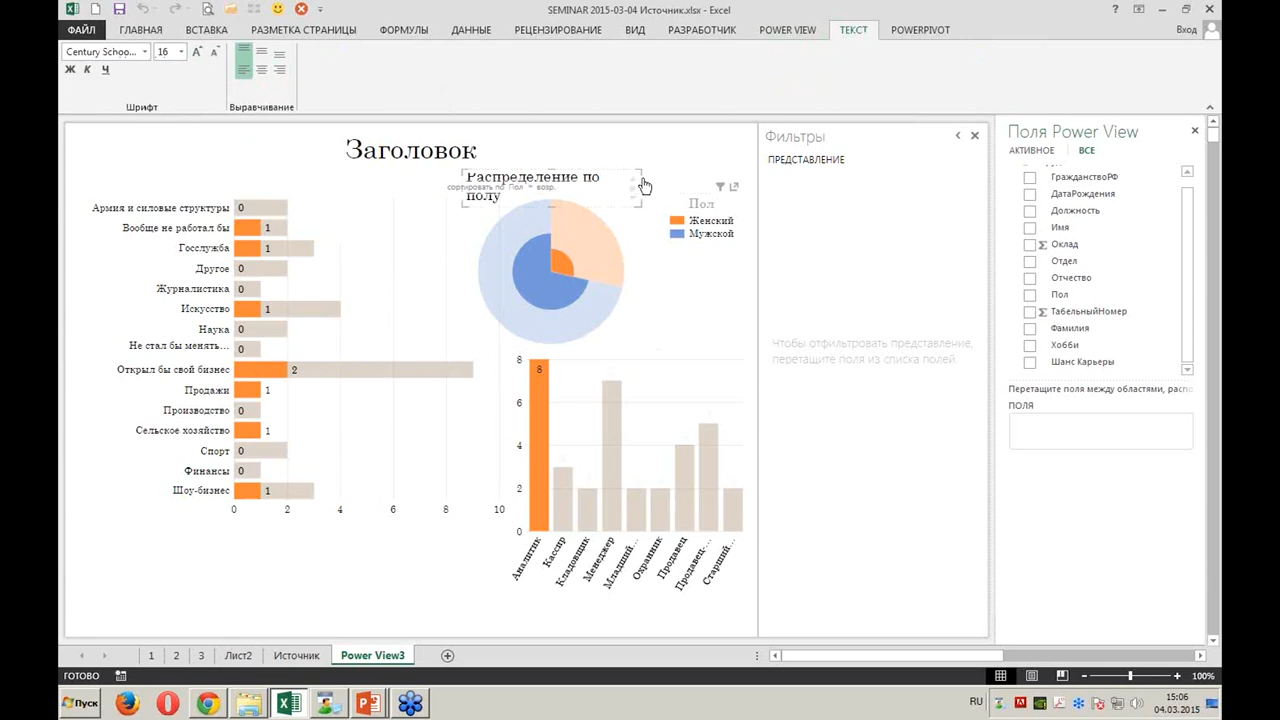 SEMINAR 2015-03-04 Источник.xlsx - Excel
ФАЙЛ ГЛАВНАЯ ВСТАВКА РАЗМЕТКА СТРАНИЦЫ ФОРМУЛЫ ДАННЫЕ РЕЦЕНЗИРОВАНИЕ ВИД РАЗРАБОТЧИК POWER VIEW ТЕКСТ POWERPIVOT Вход
Century Schoo... 16
Ж К Ч
Шрифт Выравчивание
Заголовок
Распределение по
полу
сортировать по Пол возр.
Пол
Женский
Мужской
Армия и силовые структуры 0
Вообще не работал бы 1
Госслужба 1
Другое 0
Журналистика 0
Искусство 1
Наука 0
Не стал бы менять... 0
Открыл бы свой бизнес 2
Продажи 1
Производство 0
Сельское хозяйство 1
Спорт 0
Финансы 0
Шоу-бизнес 1
0 2 4 6 8 10
8
6
4
2
0
8
Аналитик
Кассир
Кладовщик
Менеджер
Младший...
Охранник
Продавец
Продавец-...
Старший...
Фильтры
ПРЕДСТАВЛЕНИЕ
Чтобы отфильтровать представление,
перетащите поля из списка полей.
Поля Power View
АКТИВНОЕ ВСЕ
ГражданствоРФ
ДатаРождения
Должность
Имя
Σ Оклад
Отдел
Отчество
Пол
Σ ТабельныйНомер
Фамилия
Хобби
Шанс Карьеры
Перетащите поля между областями, распо
ПОЛЯ
1 2 3 Лист2 Источник Power View3
ГОТОВО 100%
Пуск RU 15:06
04.03.2015